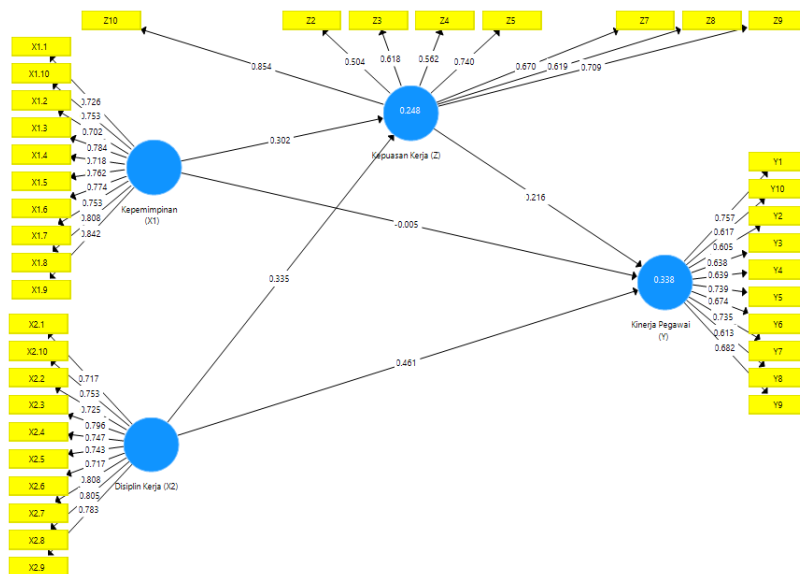 Z10
Z2
Z3
Z4
Z5
Z7
Z8
Z9
0.854
0.504
0.618
0.562
0.740
0.670
0.619
0.709
X1.1
X1.10
X1.2
X1.3
X1.4
X1.5
X1.6
X1.7
X1.8
X1.9
0.726
0.753
0.702
0.784
0.718
0.762
0.774
0.753
0.808
0.842
Kepemimpinan
(X1)
0.302
0.248
Kepuasan Kerja (Z)
-0.005
0.216
0.335
0.461
X2.1
X2.10
X2.2
X2.3
X2.4
X2.5
X2.6
X2.7
X2.8
X2.9
0.717
0.753
0.725
0.796
0.747
0.743
0.717
0.808
0.805
0.783
Disiplin Kerja (X2)
0.338
Kinerja Pegawai
(Y)
0.757
0.617
0.605
0.638
0.639
0.739
0.674
0.735
0.613
0.682
Y1
Y10
Y2
Y3
Y4
Y5
Y6
Y7
Y8
Y9